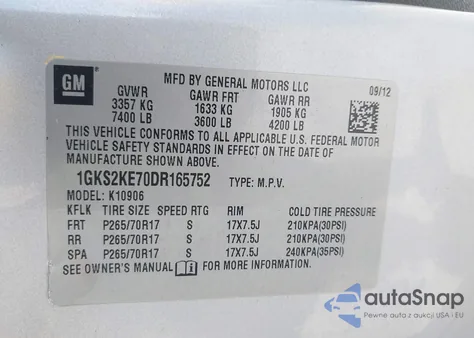 GM
MFD BY GENERAL MOTORS LLC 09/12
GVWR GAWR FRT GAWR RR
3357 KG 1633 KG 1905 KG
7400 LB 3600 LB 4200 LB
THIS VEHICLE CONFORMS TO ALL APPLICABLE U.S. FEDERAL MOTOR
VEHICLE SAFETY STANDARDS IN EFFECT ON THE DATE OF
MANUFACTURE SHOWN ABOVE.
1GKS2KE70DR165752 TYPE: M.P.V.
MODEL: K10906
KFLK TIRE SIZE SPEED RTG RIM COLD TIRE PRESSURE
FRT P265/70R17 S 17X7.5J 210KPA(30PSI)
RR P265/70R17 S 17X7.5J 210KPA(30PSI)
SPA P265/70R17 S 17X7.5J 240KPA(35PSI)
SEE OWNER'S MANUAL i FOR MORE INFORMATION.
autoSnap
Pewne auta z aukcji USA i EU